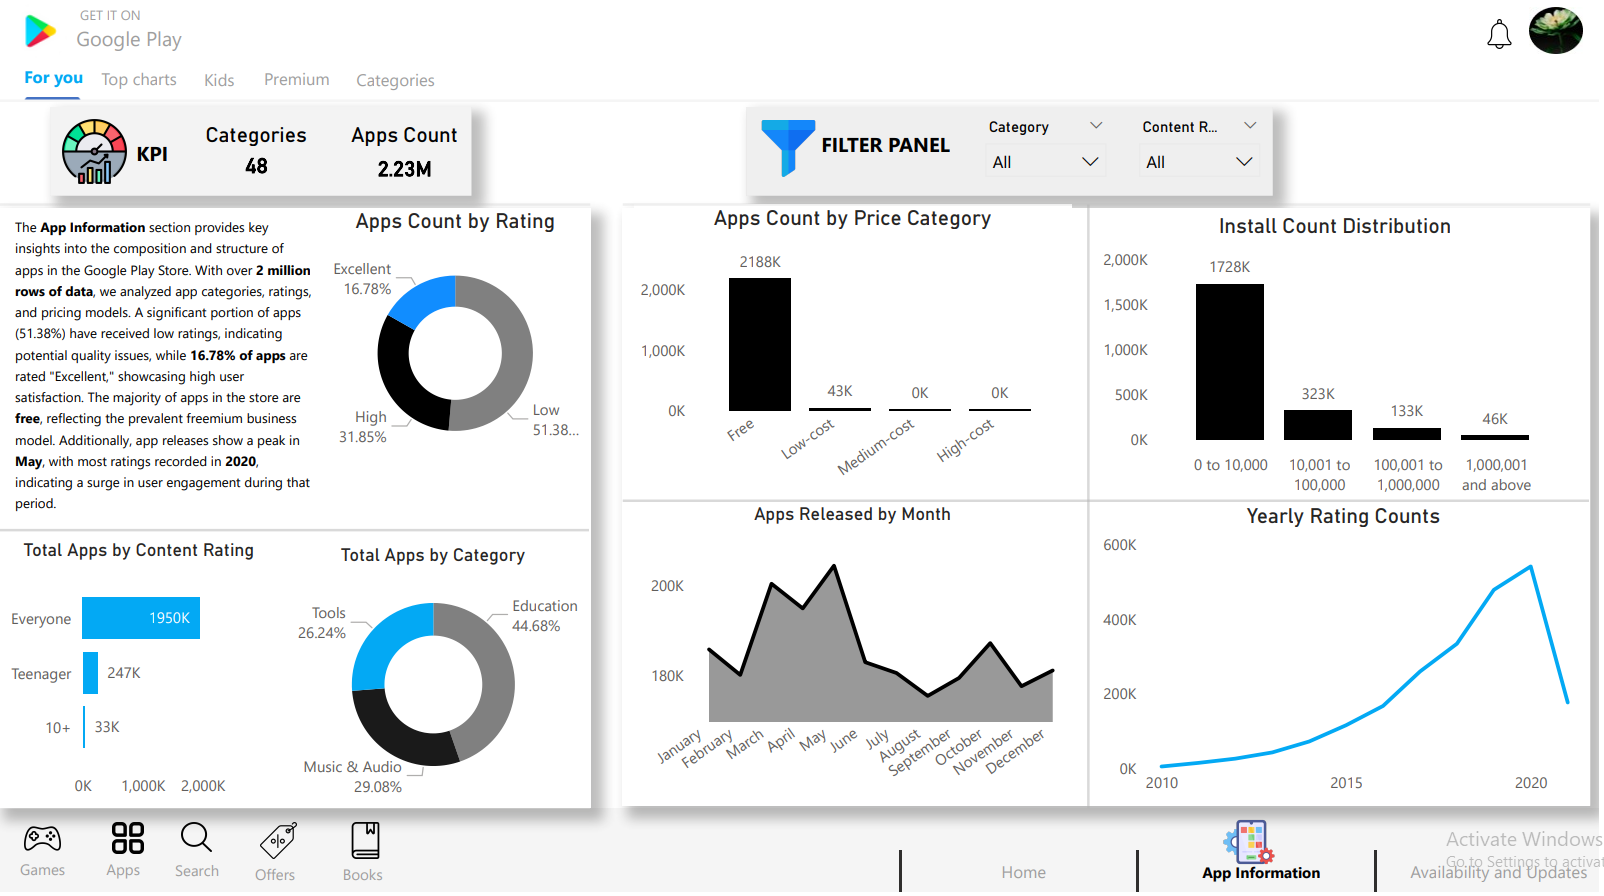 GET IT ON
Google Play
For you
Top charts
Kids
Premium
Categories
KPI
Categories
48
Apps Count
2.23M
FILTER PANEL
Category
All
Content R...
All
The App Information section provides key
insights into the composition and structure of
apps in the Google Play Store. With over 2 million
rows of data, we analyzed app categories, ratings,
and pricing models. A significant portion of apps
(51.38%) have received low ratings, indicating
potential quality issues, while 16.78% of apps are
rated "Excellent," showcasing high user
satisfaction. The majority of apps in the store are
free, reflecting the prevalent freemium business
model. Additionally, app releases show a peak in
May, with most ratings recorded in 2020,
indicating a surge in user engagement during that
period.
Apps Count by Rating
Excellent
16.78%
High
31.85%
Low
51.38...
Apps Count by Price Category
2,000K
1,000K
0K
2188K
43K
0K
0K
Free
Low-cost
Medium-cost
High-cost
Install Count Distribution
2,000K
1,500K
1,000K
500K
0K
1728K
323K
133K
46K
0 to 10,000
10,001 to
100,000
100,001 to
1,000,000
1,000,001
and above
Total Apps by Content Rating
Everyone
1950K
Teenager
247K
10+
33K
0K
1,000K
2,000K
Total Apps by Category
Tools
26.24%
Education
44.68%
Music & Audio
29.08%
Apps Released by Month
200K
180K
January
February
March
April
May
June
July
August
September
October
November
December
Yearly Rating Counts
600K
400K
200K
0K
2010
2015
2020
Games
Apps
Search
Offers
Books
Home
App Information
Availability and Updates
Activate Windows
Go to Settings to activat